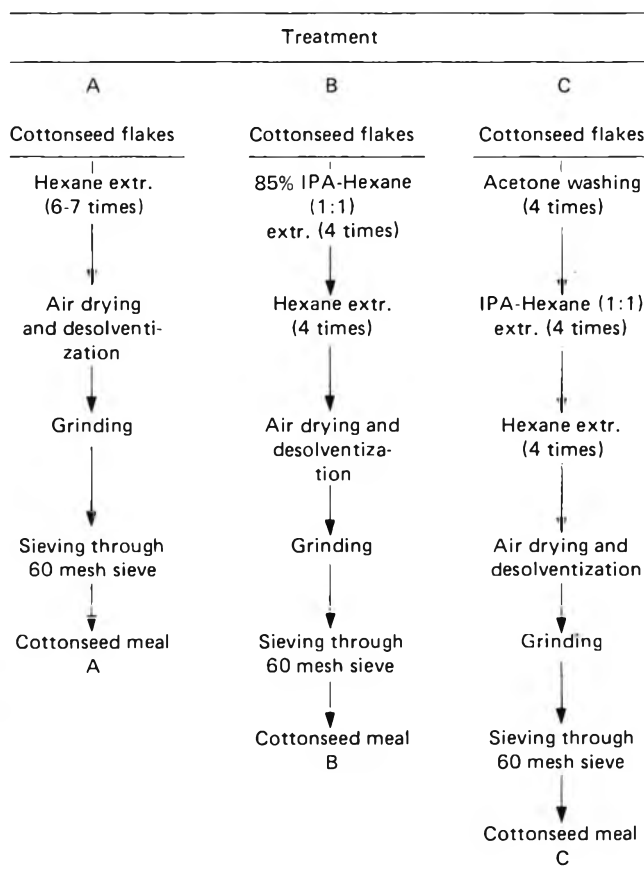 Treatment
A
B
C
Cottonseed flakes
Hexane extr.
(6-7 times)
Air drying
and desolventi-
zation
Grinding
Sieving through
60 mesh sieve
Cottonseed meal
A
Cottonseed flakes
85% IPA-Hexane
(1:1)
extr. (4 times)
Hexane extr.
(4 times)
Air drying and
desolventiza-
tion
Grinding
Sieving through
60 mesh sieve
Cottonseed meal
B
Cottonseed flakes
Acetone washing
(4 times)
IPA-Hexane (1:1)
extr. (4 times)
Hexane extr.
(4 times)
Air drying and
desolventization
Grinding
Sieving through
60 mesh sieve
Cottonseed meal
C